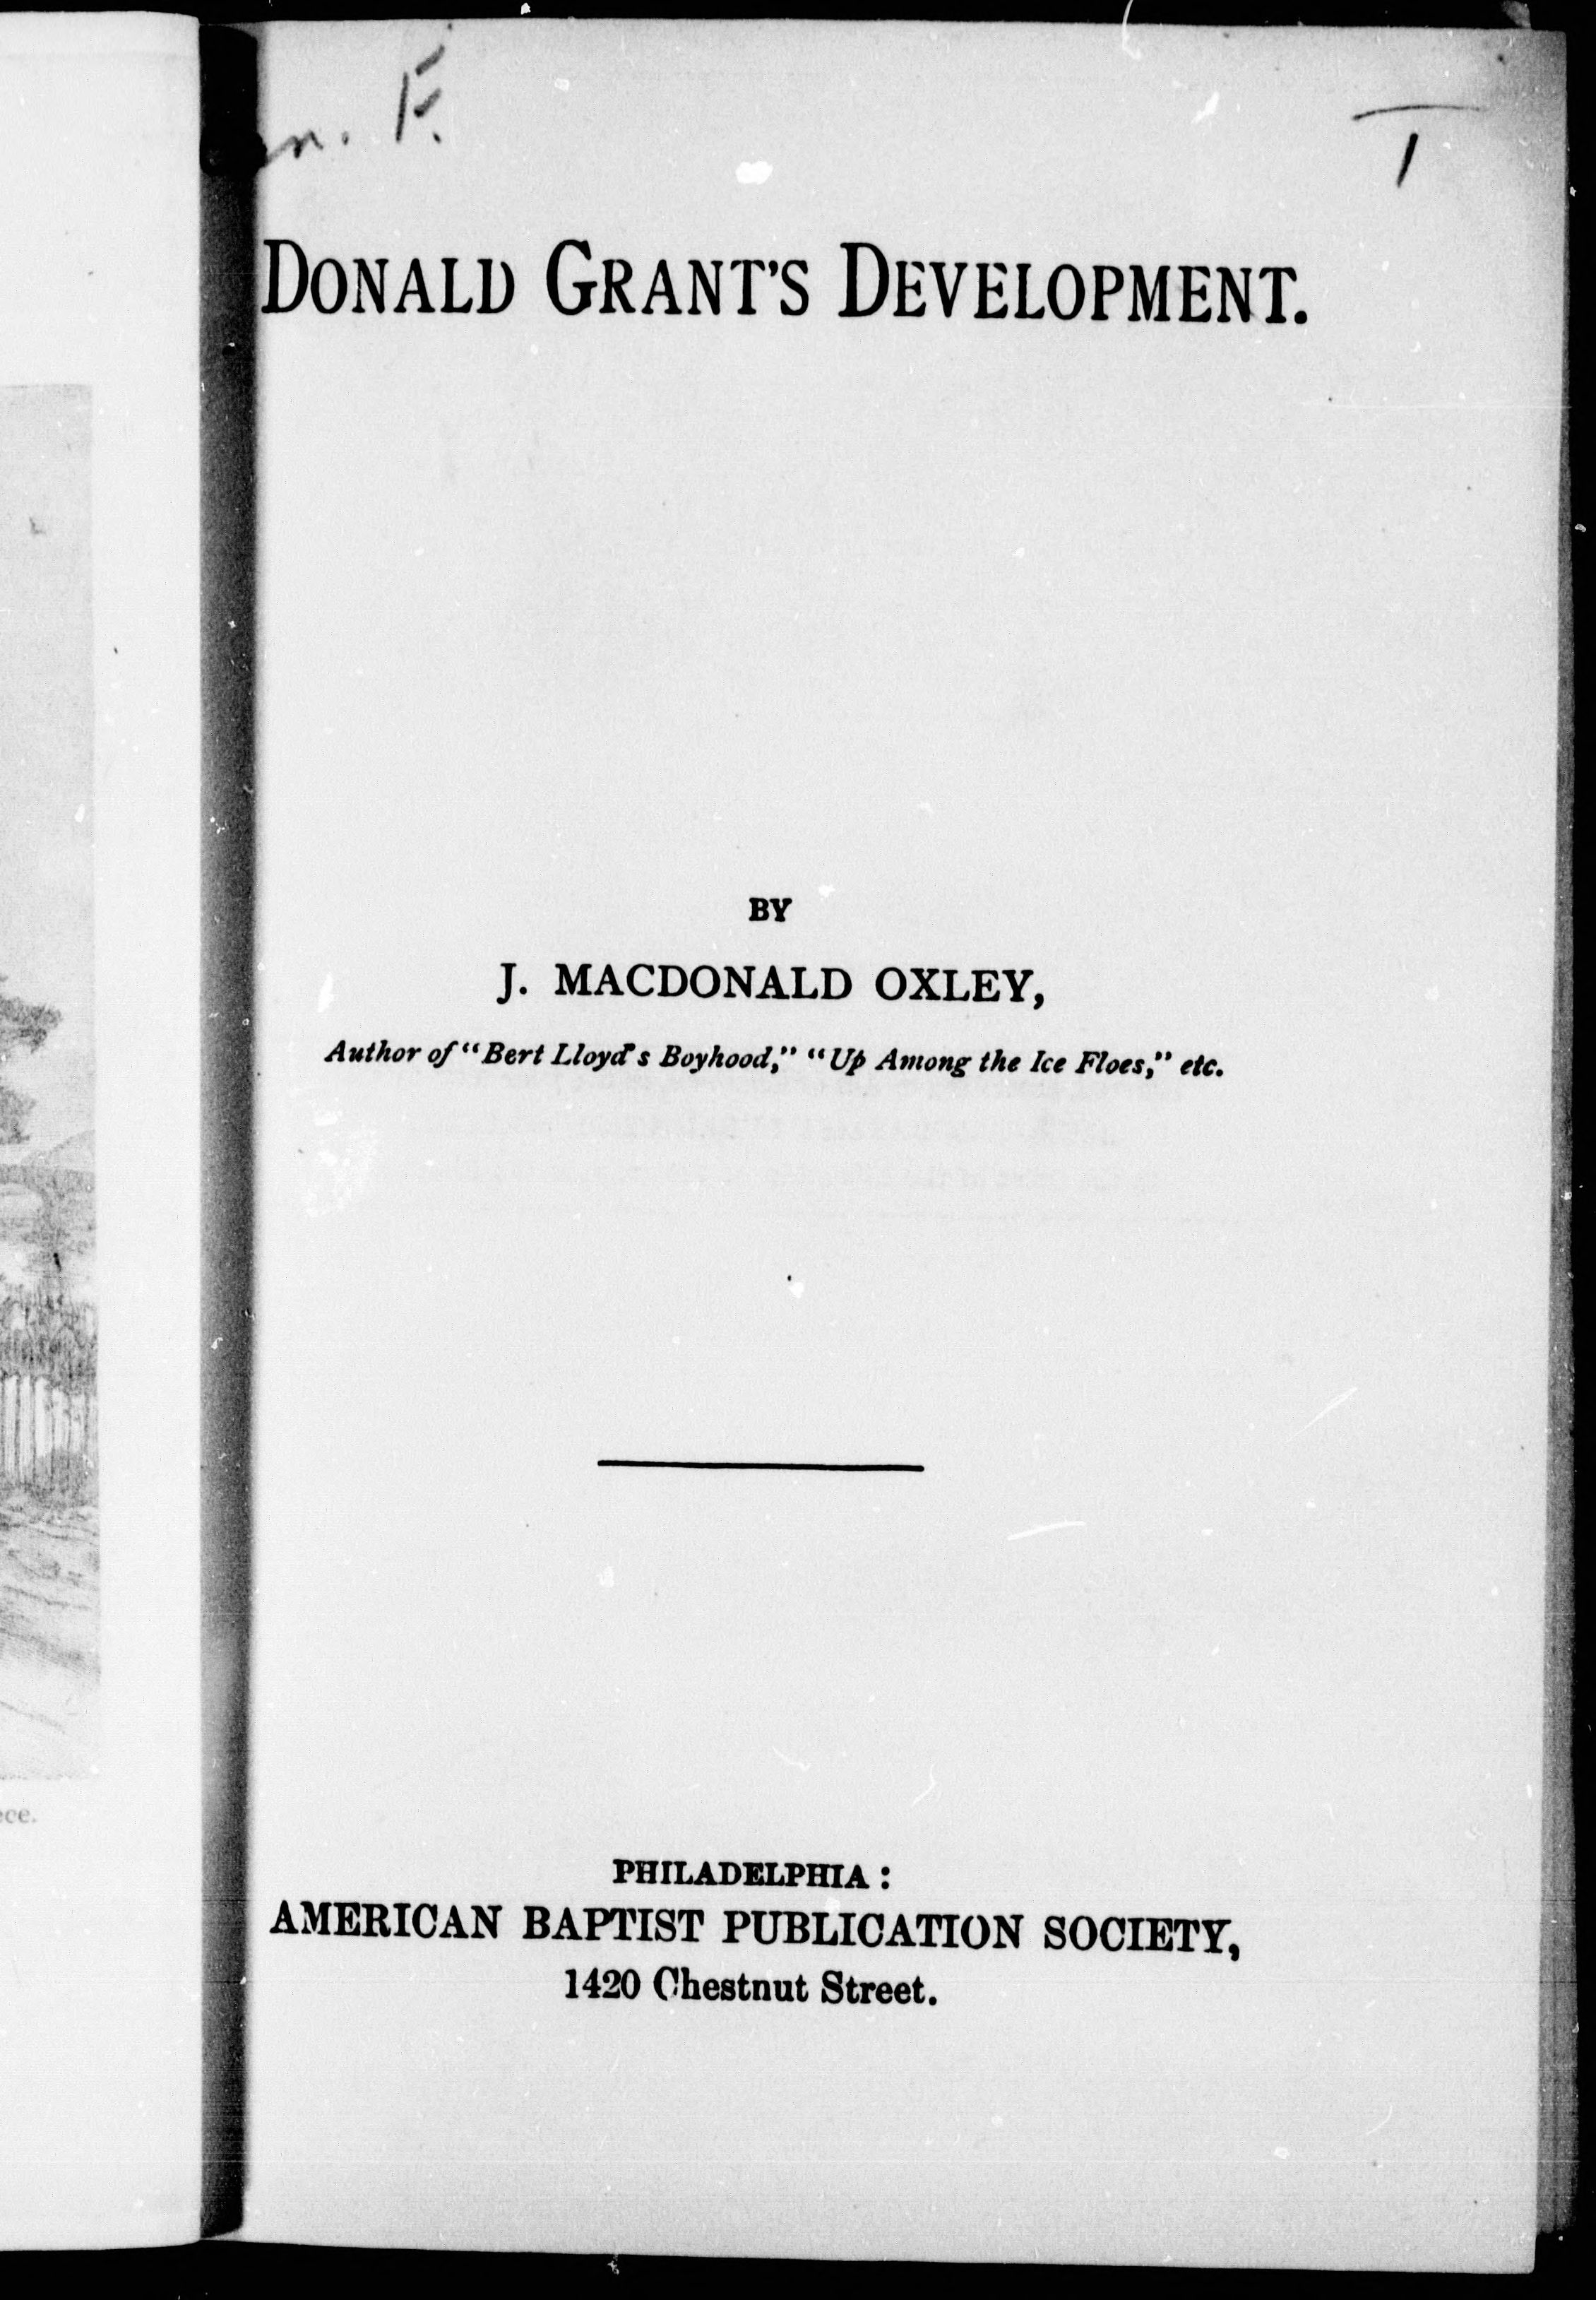 n. F.
DONALD GRANT'S DEVELOPMENT.
BY
J. MACDONALD OXLEY,
Author of "Bert Lloyd's Boyhood," "Up Among the Ice Floes," etc.
PHILADELPHIA:
AMERICAN BAPTIST PUBLICATION SOCIETY,
1420 Chestnut Street.